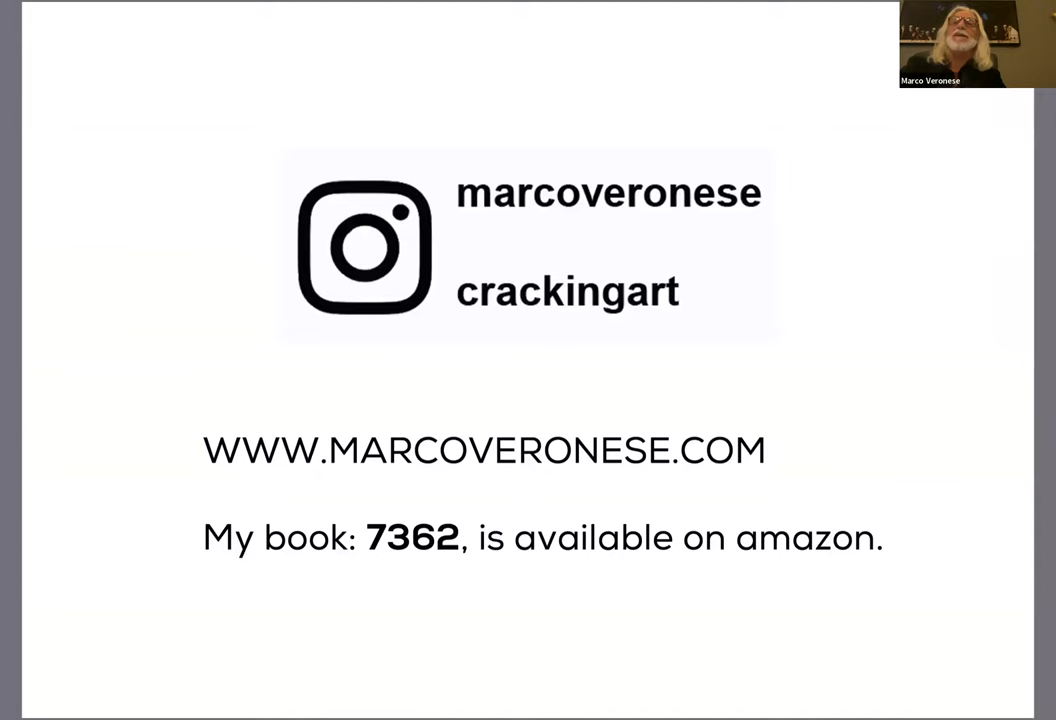 Marco Veronese
marcoveronese
crackingart
WWW.MARCOVERONESE.COM
My book: 7362, is available on amazon.